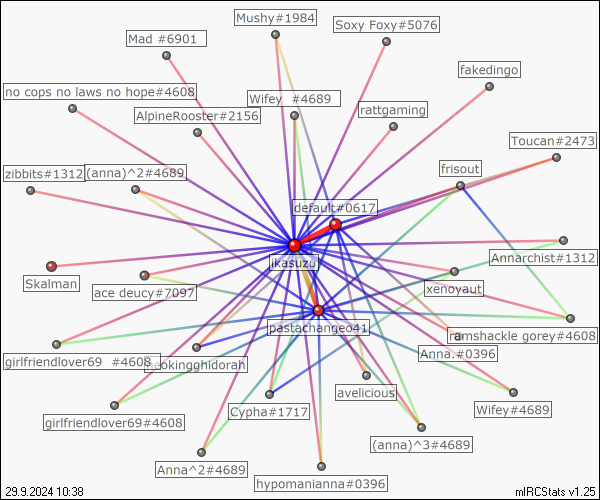 Mushy#1984
Soxy Foxy#5076
Mad #6901
fakedingo
no cops no laws no hope#4608
Wifey #4689
AlpineRooster#2156
rattgaming
Toucan#2473
zibbits#1312
(anna)^2#4689
frisout
default#0617
Annarchist#1312
ikasuzu
Skalman
ace deucy#7097
xenoyaut
pastachangeo41
ramshackle gorey#4608
girlfriendlover69 #4608
neokingghidorah
Anna.#0396
avelicious
Cypha#1717
Wifey#4689
girlfriendlover69#4608
(anna)^3#4689
Anna^2#4689
hypomanianna#0396
29.9.2024 10:38
mIRCStats v1.25